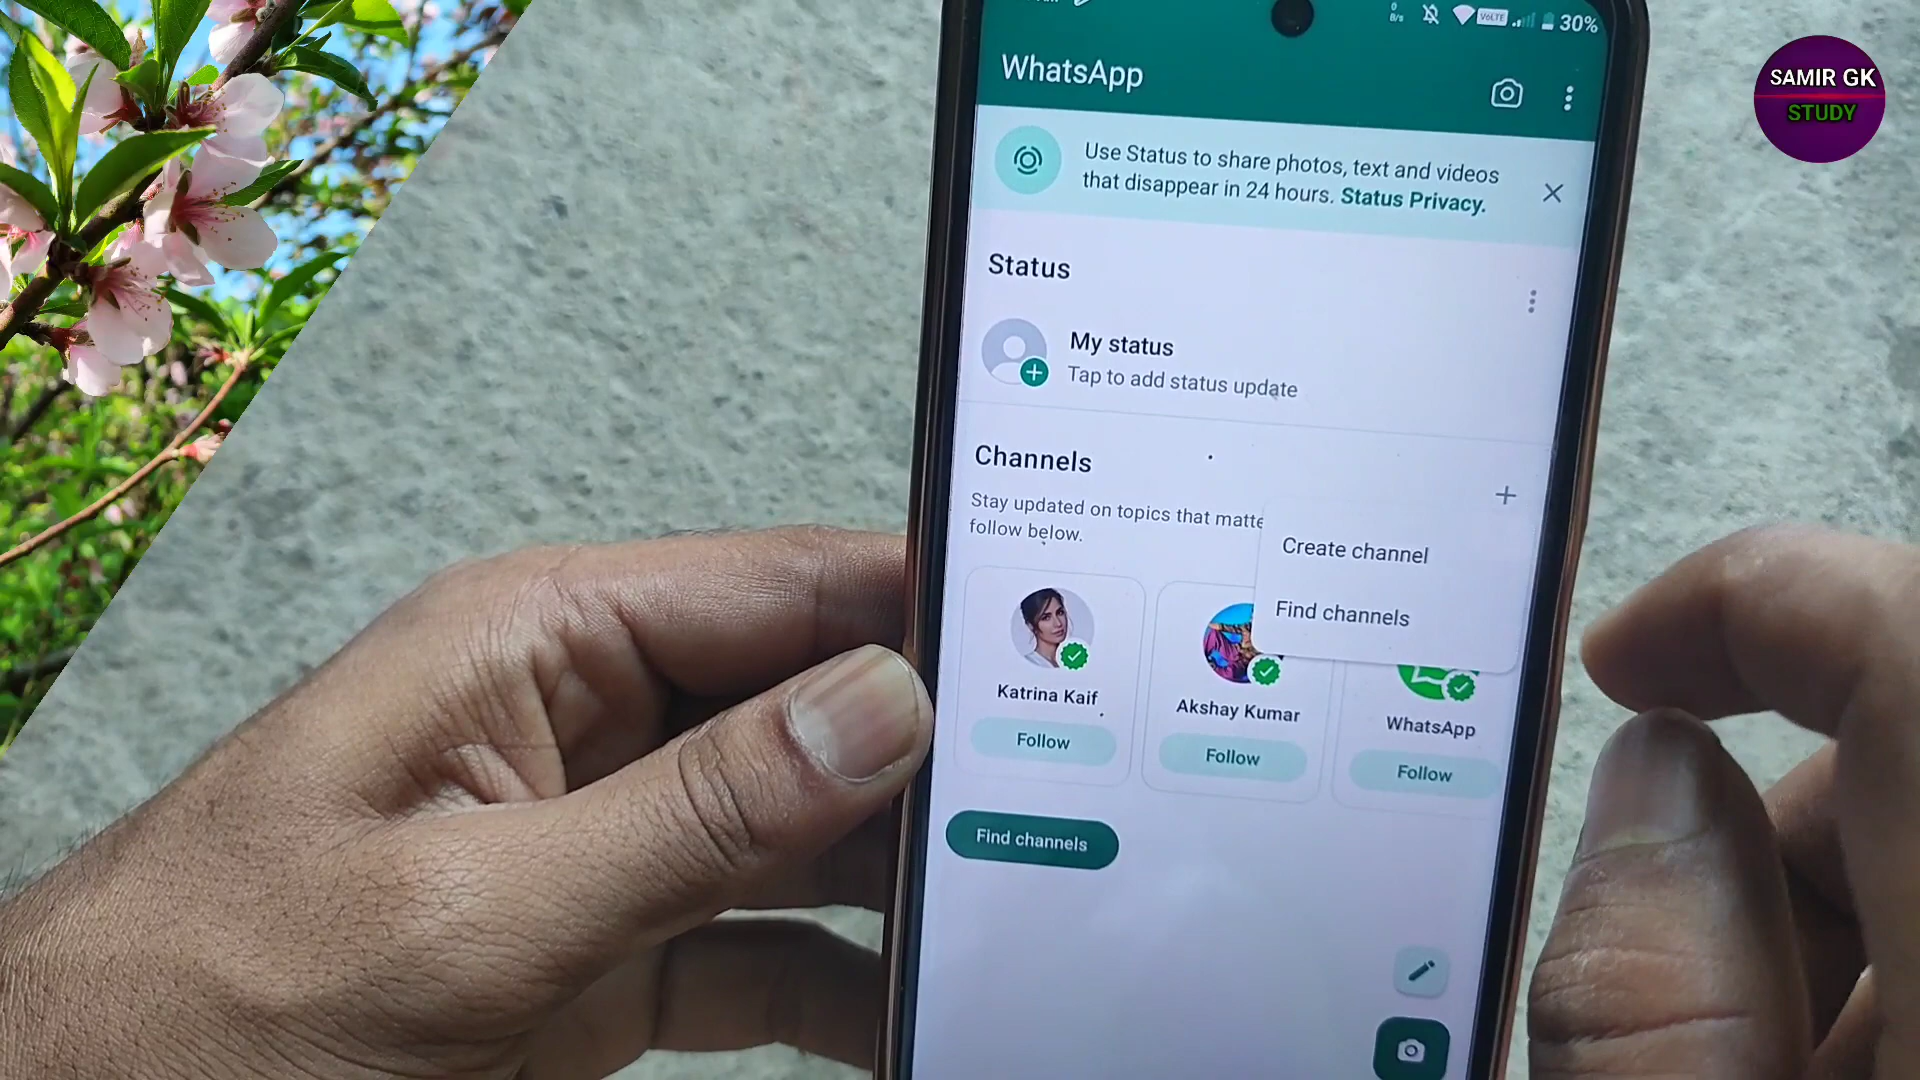 0
B/s
VoLTE
30%
WhatsApp
SAMIR GK
STUDY
Use Status to share photos, text and videos
that disappear in 24 hours. Status Privacy.
Status
My status
Tap to add status update
Channels
Stay updated on topics that matte
follow below.
Create channel
Find channels
Katrina Kaif
Akshay Kumar
WhatsApp
Follow
Follow
Follow
Find channels